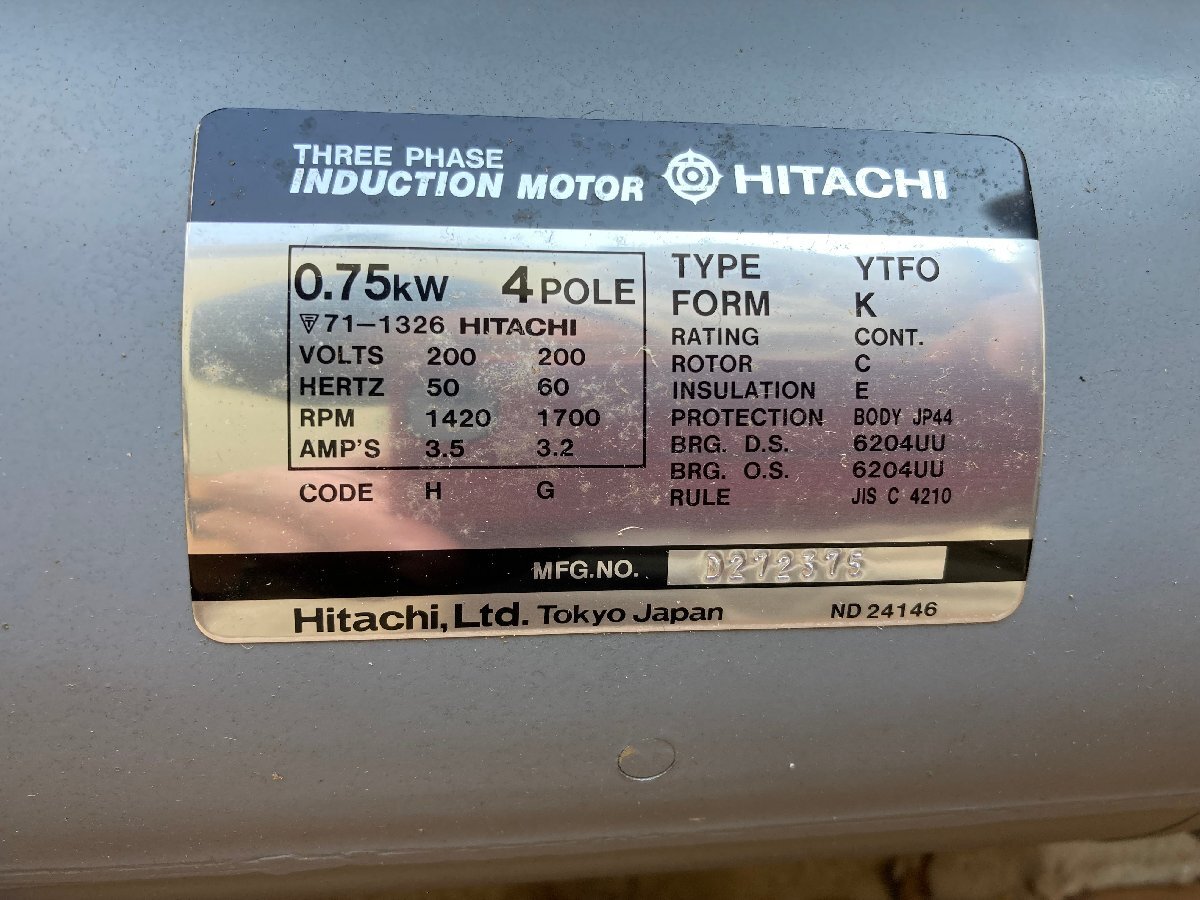 THREE PHASE
INDUCTION MOTOR HITACHI
0.75kW 4 POLE
71-1326 HITACHI
VOLTS 200 200
HERTZ 50 60
RPM 1420 1700
AMP'S 3.5 3.2
CODE H G
TYPE YTFO
FORM K
RATING CONT.
ROTOR C
INSULATION E
PROTECTION BODY JP44
BRG. D.S. 6204UU
BRG. O.S. 6204UU
RULE JIS C 4210
MFG.NO. D272375
Hitachi, Ltd. Tokyo Japan ND 24146